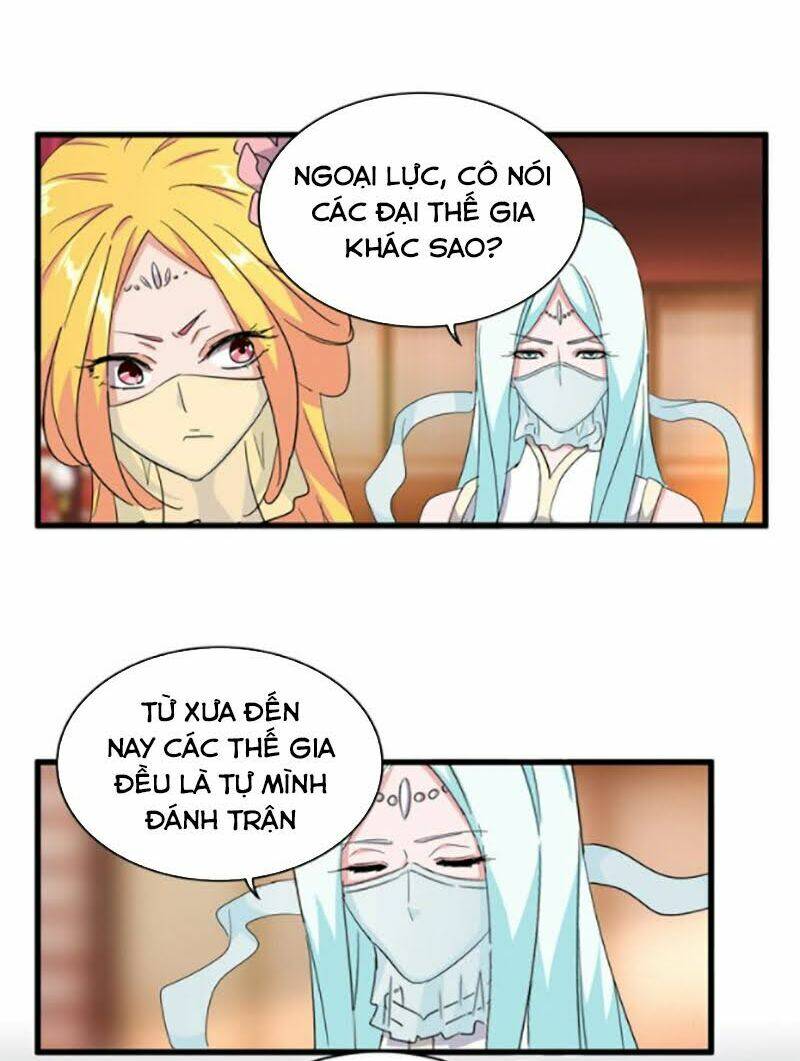 NGOẠI LỰC, CÔ NÓI
CÁC ĐẠI THẾ GIA
KHÁC SAO?
TỪ XƯA ĐẾN
NAY CÁC THẾ GIA
ĐỀU LÀ TỰ MÌNH
ĐÁNH TRẬN